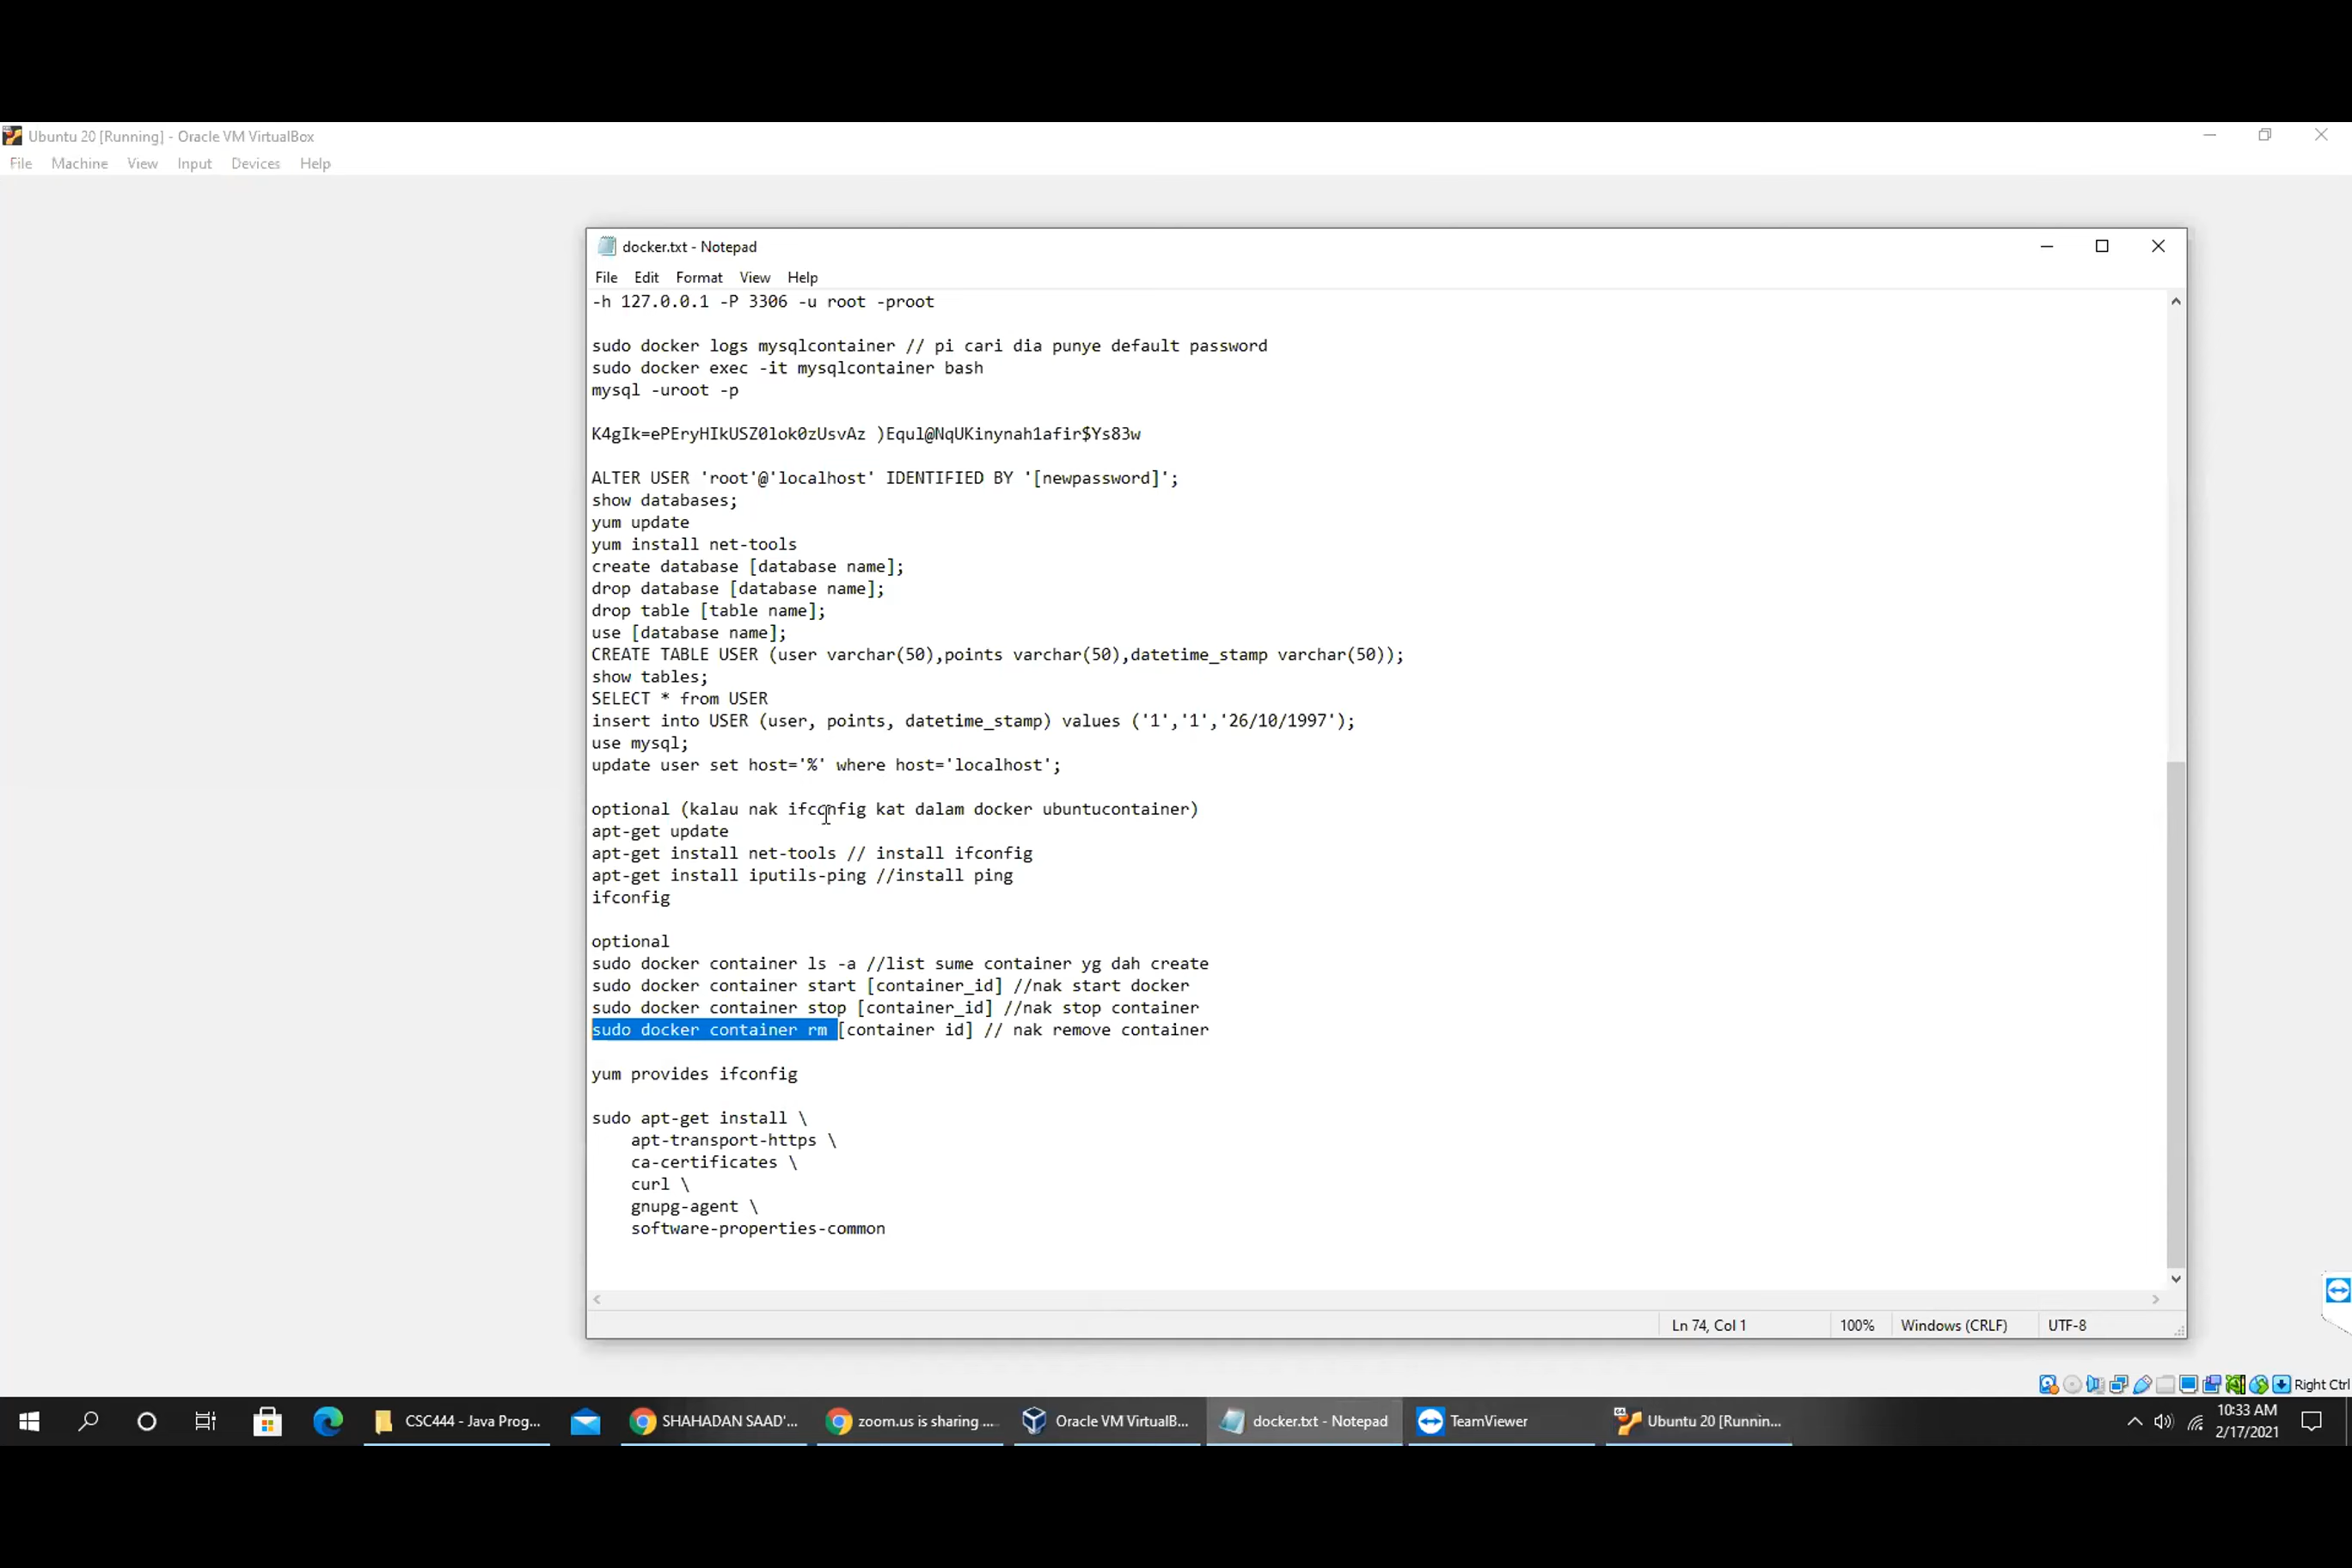 Ubuntu 20 [Running] - Oracle VM VirtualBox
File Machine View Input Devices Help
docker.txt - Notepad
File Edit Format View Help
-h 127.0.0.1 -P 3306 -u root -proot
sudo docker logs mysqlcontainer // pi cari dia punye default password
sudo docker exec -it mysqlcontainer bash
mysql -uroot -p
K4gIk=ePEryHIkUSZ0lok0zUsvAz )Equl@NqUKinynah1afir$Ys83w
ALTER USER 'root'@'localhost' IDENTIFIED BY '[newpassword]';
show databases;
yum update
yum install net-tools
create database [database name];
drop database [database name];
drop table [table name];
use [database name];
CREATE TABLE USER (user varchar(50),points varchar(50),datetime_stamp varchar(50));
show tables;
SELECT * from USER
insert into USER (user, points, datetime_stamp) values ('1','1','26/10/1997');
use mysql;
update user set host='%' where host='localhost';
optional (kalau nak ifconfig kat dalam docker ubuntucontainer)
apt-get update
apt-get install net-tools // install ifconfig
apt-get install iputils-ping //install ping
ifconfig
optional
sudo docker container ls -a //list sume container yg dah create
sudo docker container start [container_id] //nak start docker
sudo docker container stop [container_id] //nak stop container
sudo docker container rm [container id] // nak remove container
yum provides ifconfig
sudo apt-get install \
apt-transport-https \
ca-certificates \
curl \
gnupg-agent \
software-properties-common
Ln 74, Col 1 100% Windows (CRLF) UTF-8
Right Ctrl
CSC444 - Java Prog... SHAHADAN SAAD'... zoom.us is sharing ... Oracle VM VirtualB... docker.txt - Notepad TeamViewer Ubuntu 20 [Runnin...
10:33 AM
2/17/2021